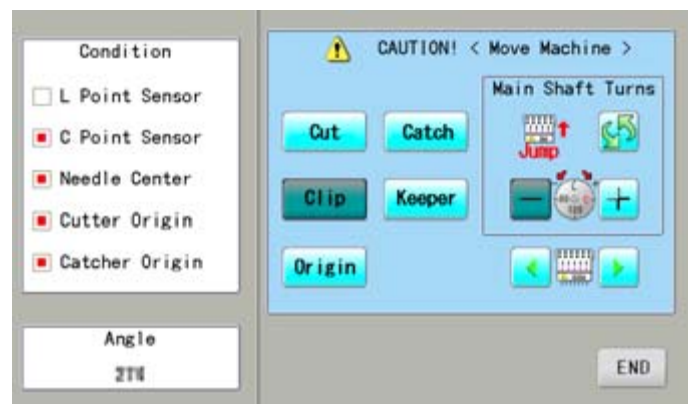 Condition
L Point Sensor
C Point Sensor
Needle Center
Cutter Origin
Catcher Origin
Angle
CAUTION! < Move Machine >
Main Shaft Turns
Cut
Catch
Jump
Clip
Keeper
Origin
END